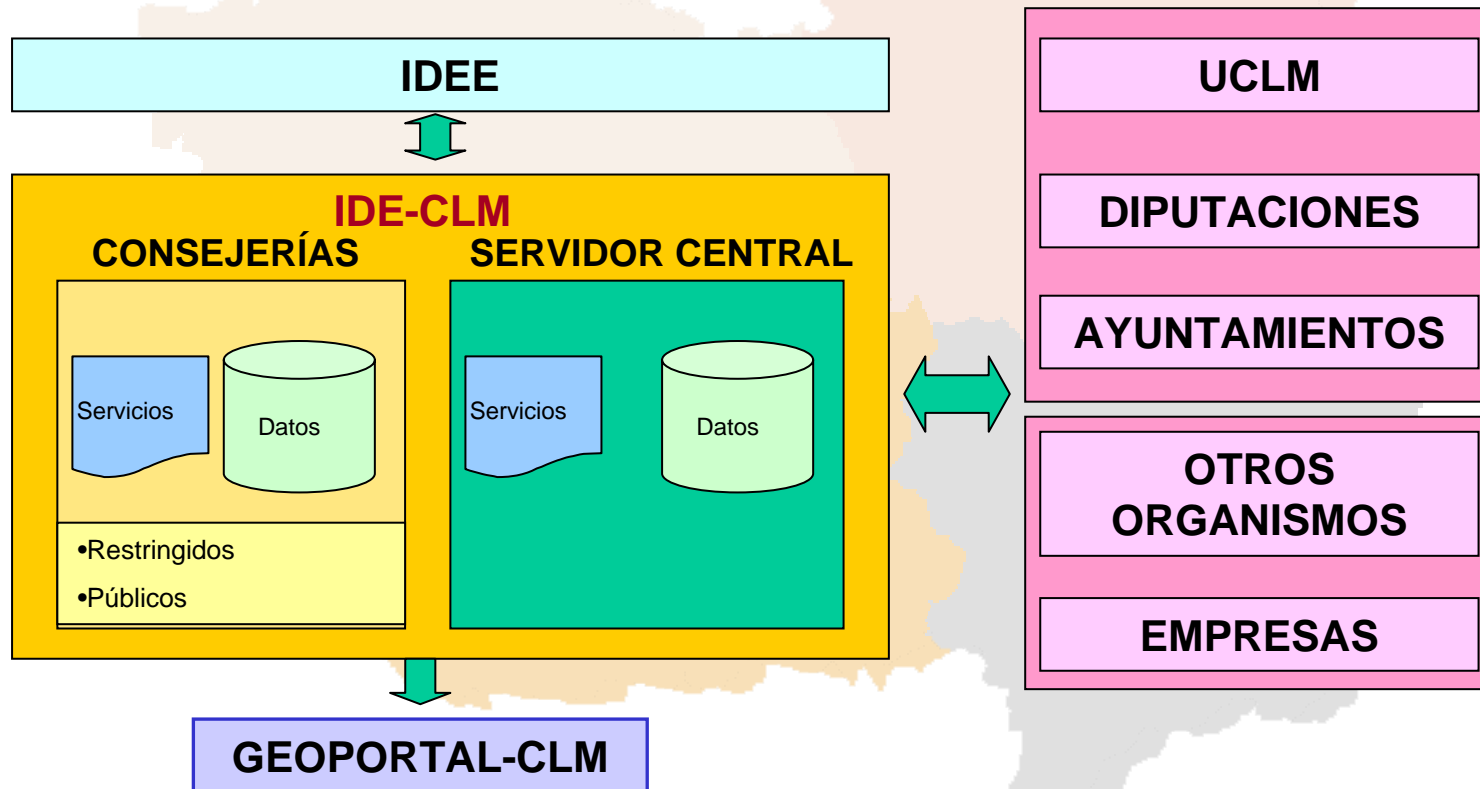 IDEE
IDE-CLM
CONSEJERÍAS
SERVIDOR CENTRAL
Servicios
Datos
Servicios
Datos
•Restringidos
•Públicos
GEOPORTAL-CLM
UCLM
DIPUTACIONES
AYUNTAMIENTOS
OTROS
ORGANISMOS
EMPRESAS